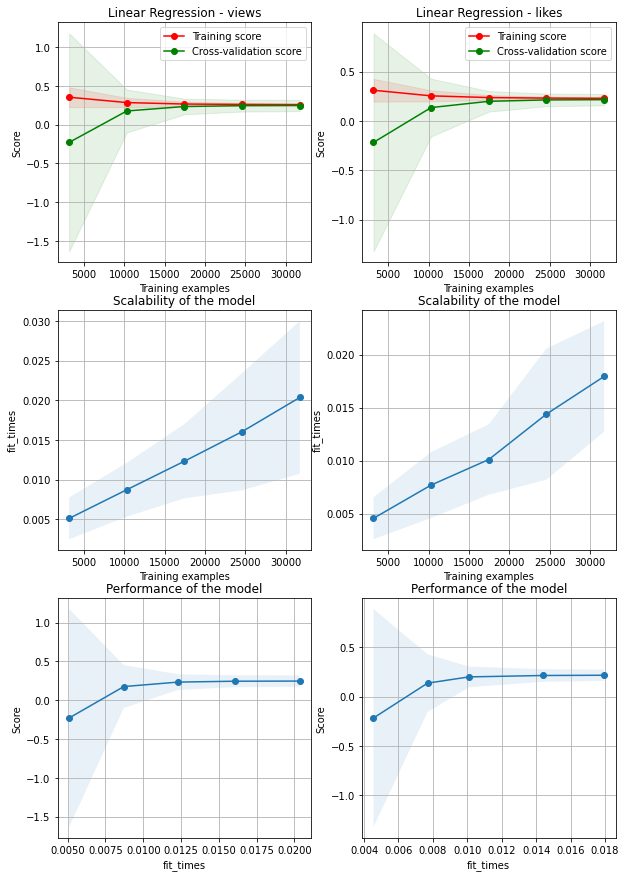 Linear Regression - views
Linear Regression - likes
Training score
Cross-validation score
Training score
Cross-validation score
1.0
0.5
0.0
−0.5
−1.0
−1.5
Score
5000 10000 15000 20000 25000 30000
Training examples
0.5
0.0
−0.5
−1.0
Score
5000 10000 15000 20000 25000 30000
Training examples
Scalability of the model
Scalability of the model
0.030
0.025
0.020
0.015
0.010
0.005
fit_times
5000 10000 15000 20000 25000 30000
Training examples
0.020
0.015
0.010
0.005
fit_times
5000 10000 15000 20000 25000 30000
Training examples
Performance of the model
Performance of the model
1.0
0.5
0.0
−0.5
−1.0
−1.5
Score
0.0050 0.0075 0.0100 0.0125 0.0150 0.0175 0.0200
fit_times
0.5
0.0
−0.5
−1.0
Score
0.004 0.006 0.008 0.010 0.012 0.014 0.016 0.018
fit_times